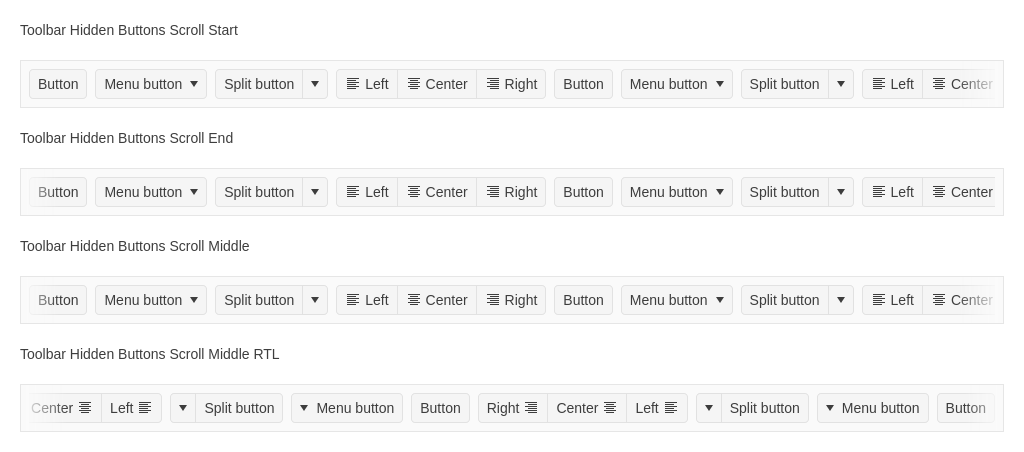 Toolbar Hidden Buttons Scroll Start
Button Menu button Split button Left Center Right Button Menu button Split button Left Center
Toolbar Hidden Buttons Scroll End
Button Menu button Split button Left Center Right Button Menu button Split button Left Center
Toolbar Hidden Buttons Scroll Middle
Button Menu button Split button Left Center Right Button Menu button Split button Left Center
Toolbar Hidden Buttons Scroll Middle RTL
Center Left Split button Menu button Button Right Center Left Split button Menu button Button